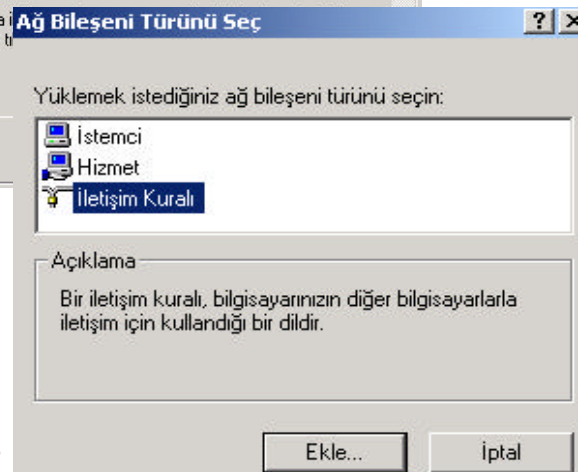 Ağ Bileşeni Türünü Seç
Yüklemek istediğiniz ağ bileşeni türünü seçin:
İstemci
Hizmet
İletişim Kuralı
Açıklama
Bir iletişim kuralı, bilgisayarınızın diğer bilgisayarlarla
iletişim için kullandığı bir dildir.
Ekle... İptal